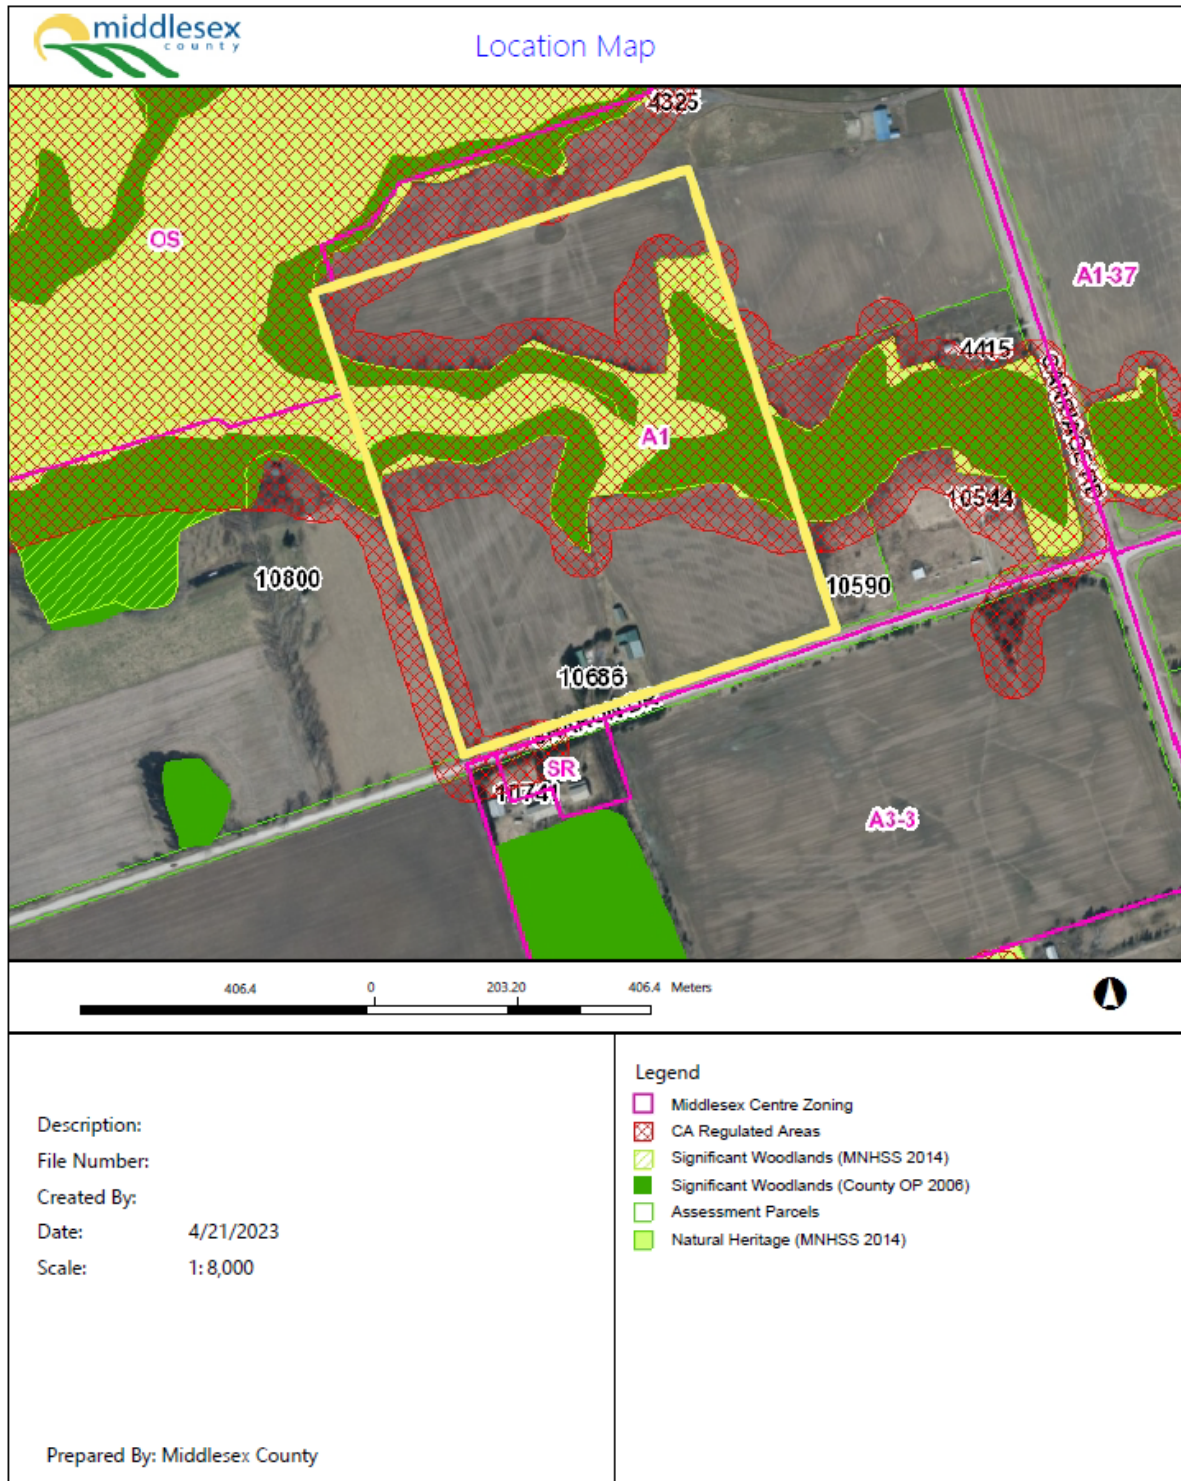 middlesex
county
Location Map
4325
OS
A1-37
4415
CARRIAGE RD
A1
10544
10800
10590
10686
SR
10741
A3-3
406.4 0 203.20 406.4 Meters
Legend
Middlesex Centre Zoning
CA Regulated Areas
Significant Woodlands (MNHSS 2014)
Significant Woodlands (County OP 2006)
Assessment Parcels
Natural Heritage (MNHSS 2014)
Description:
File Number:
Created By:
Date: 4/21/2023
Scale: 1: 8,000
Prepared By: Middlesex County